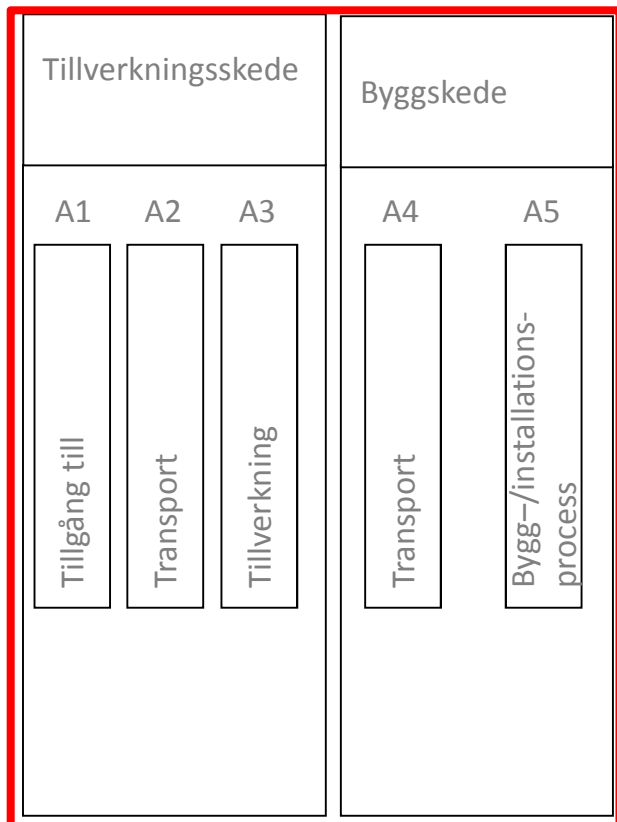 Tillverkningsskede
Byggskede
A1
A2
A3
A4
A5
Tillgång till
Transport
Tillverkning
Transport
Bygg–/installations-
process